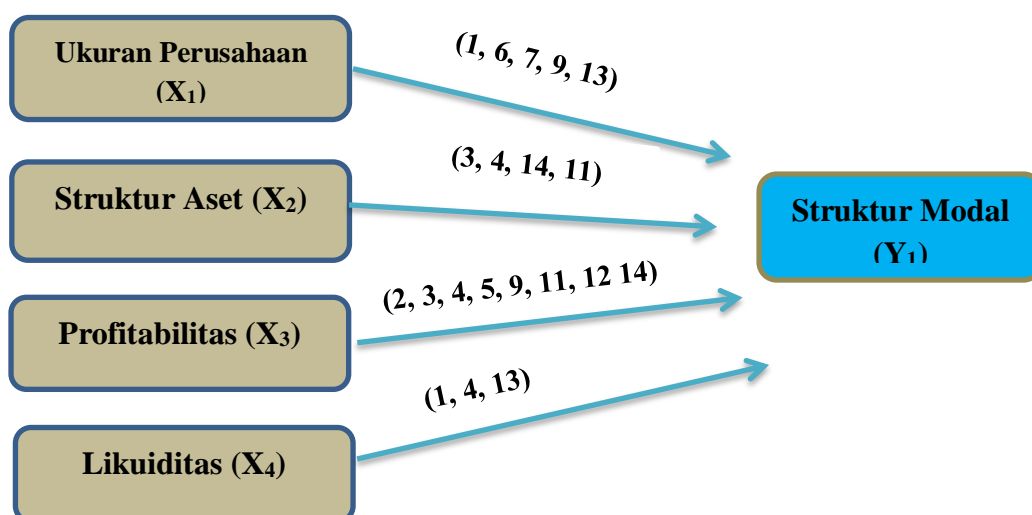 Ukuran Perusahaan
(X₁)
(1, 6, 7, 9, 13)
Struktur Aset (X₂)
(3, 4, 14, 11)
Struktur Modal
(Y₁)
Profitabilitas (X₃)
(2, 3, 4, 5, 9, 11, 12 14)
Likuiditas (X₄)
(1, 4, 13)